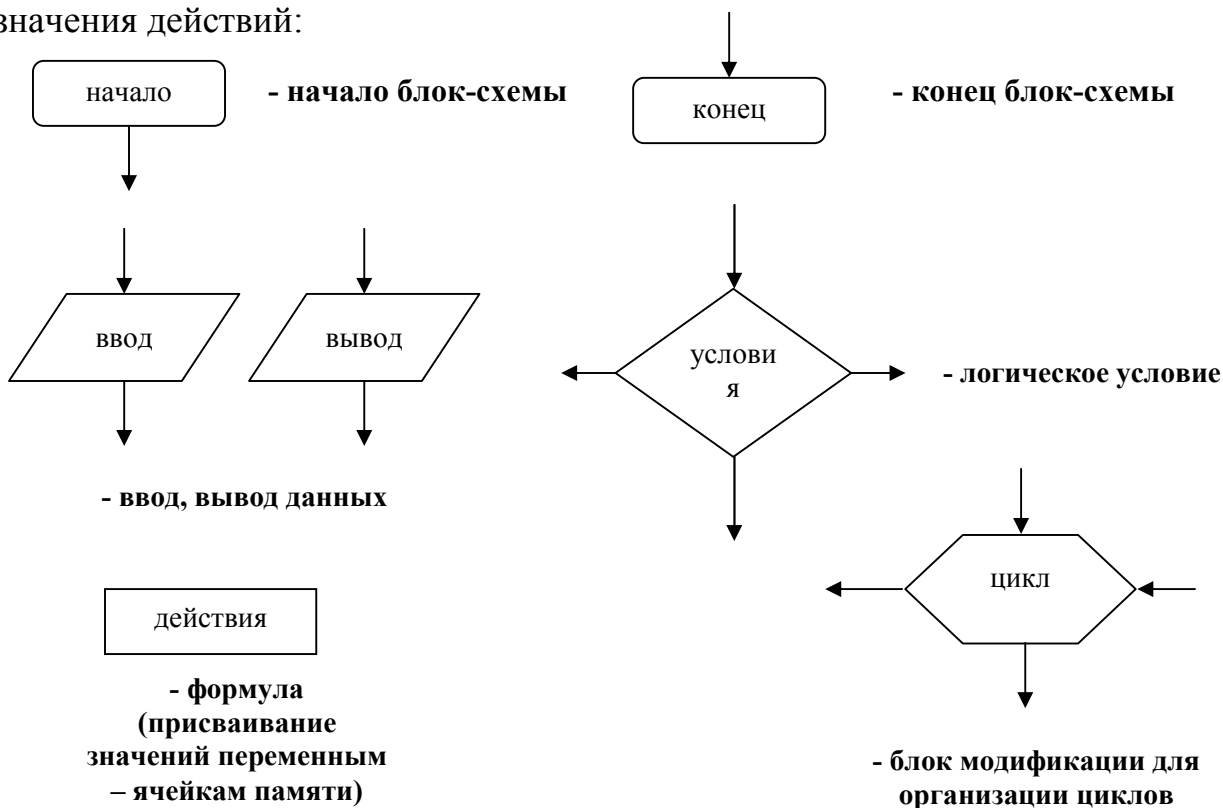 значения действий:
начало
- начало блок-схемы
конец
- конец блок-схемы
ввод
вывод
услови
я
- логическое условие
- ввод, вывод данных
цикл
действия
- формула
(присваивание
значений переменным
– ячейкам памяти)
- блок модификации для
организации циклов